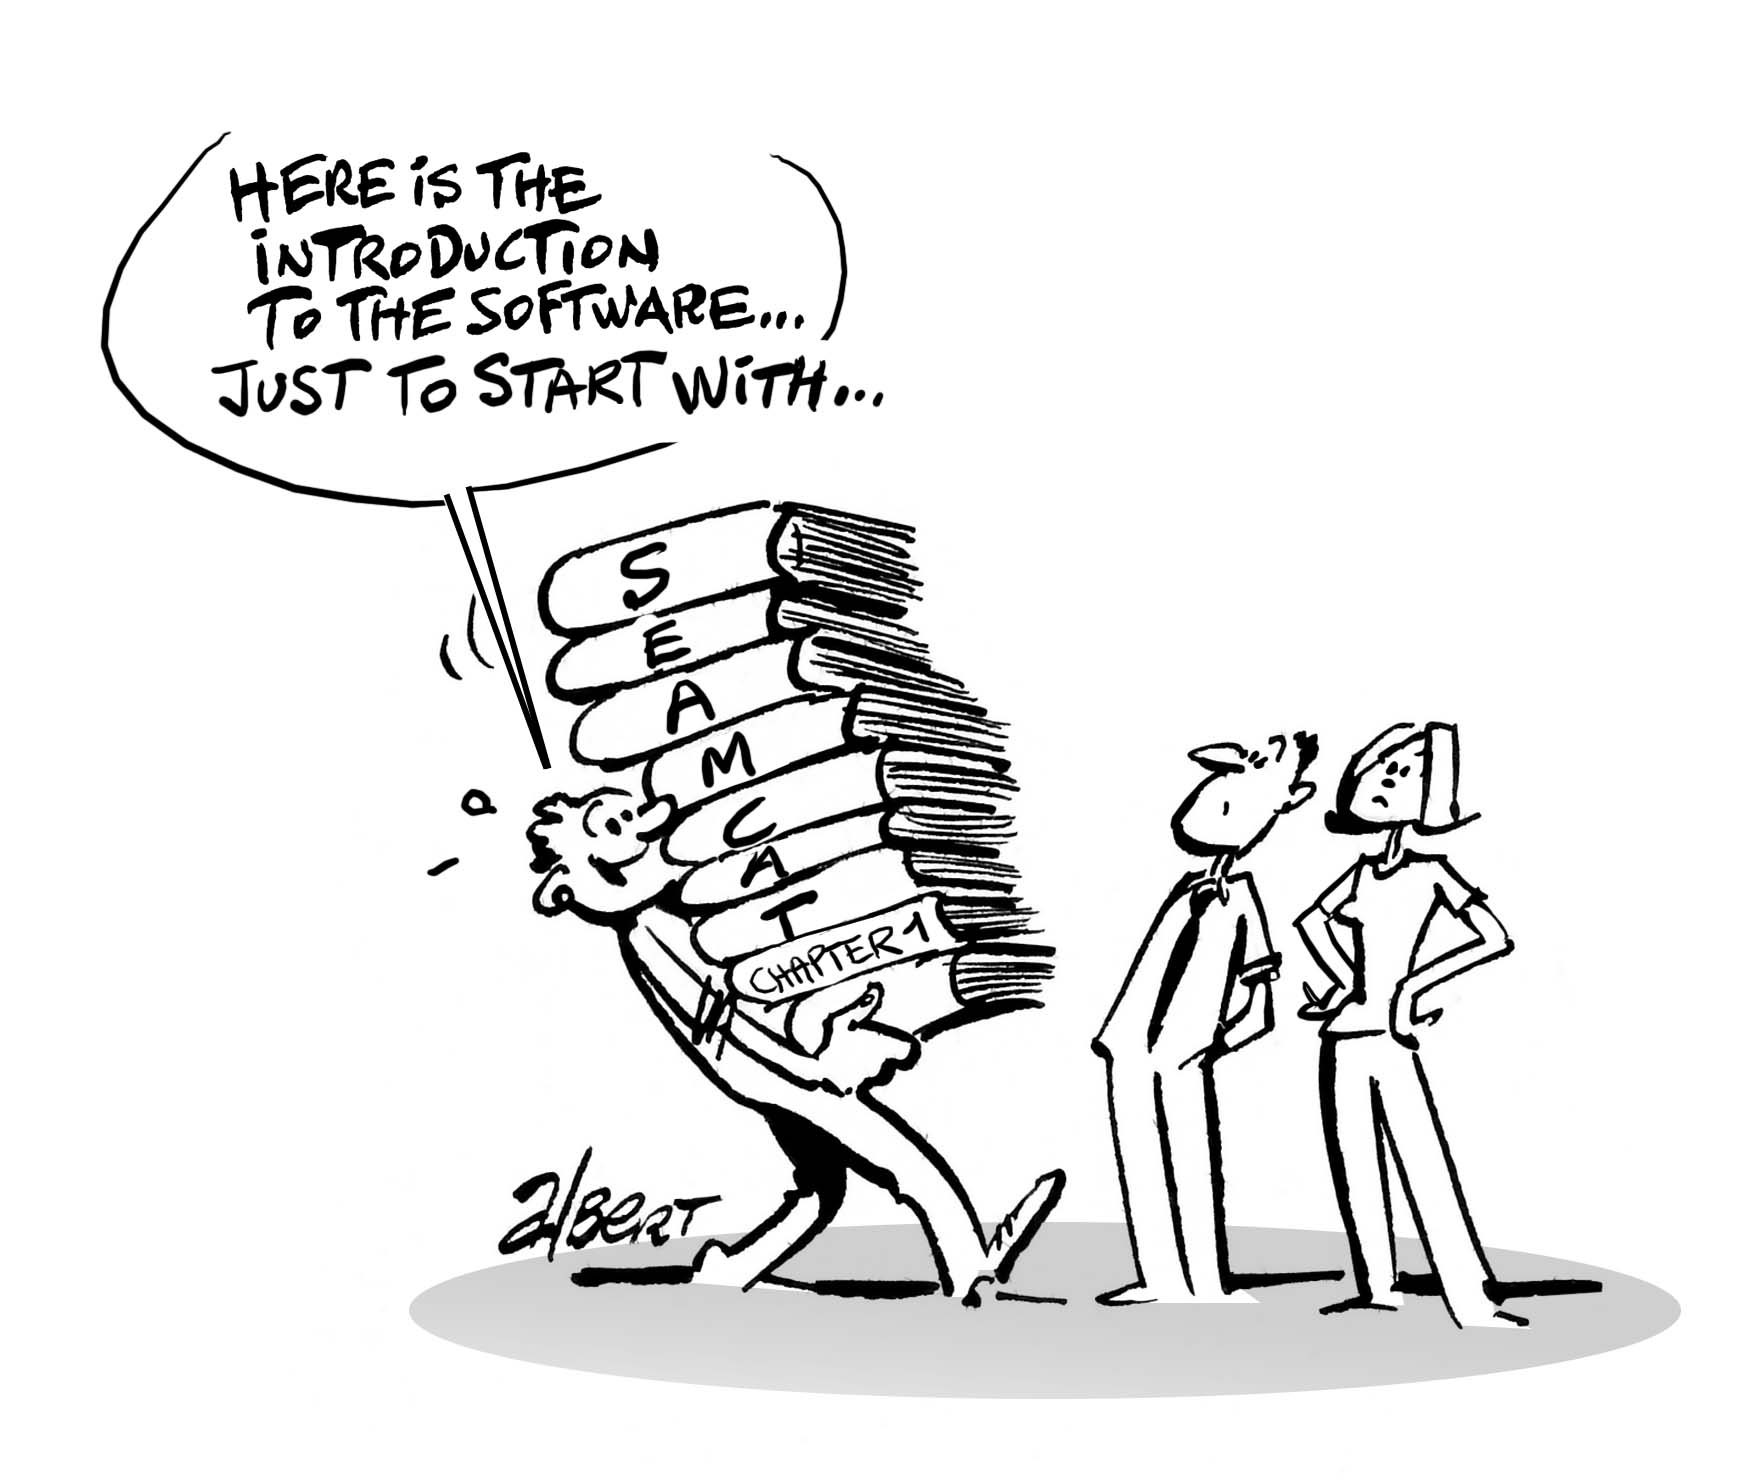 HERE iS THE
iNTRODUCTiON
TO THE SOFTWARE...
JUST TO START WiTH...
S
E
A
M
C
A
T
CHAPTER 1
alBeRT